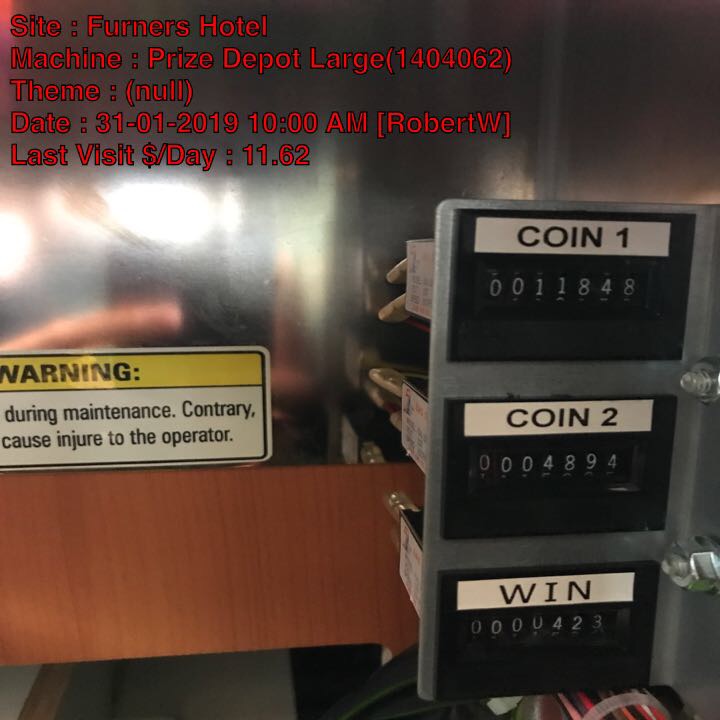 Site : Furners Hotel
Machine : Prize Depot Large(1404062)
Theme : (null)
Date : 31-01-2019 10:00 AM [RobertW]
Last Visit $/Day : 11.62
COIN 1
0011848
WARNING:
during maintenance. Contrary,
cause injure to the operator.
COIN 2
0004894
WIN
0000423